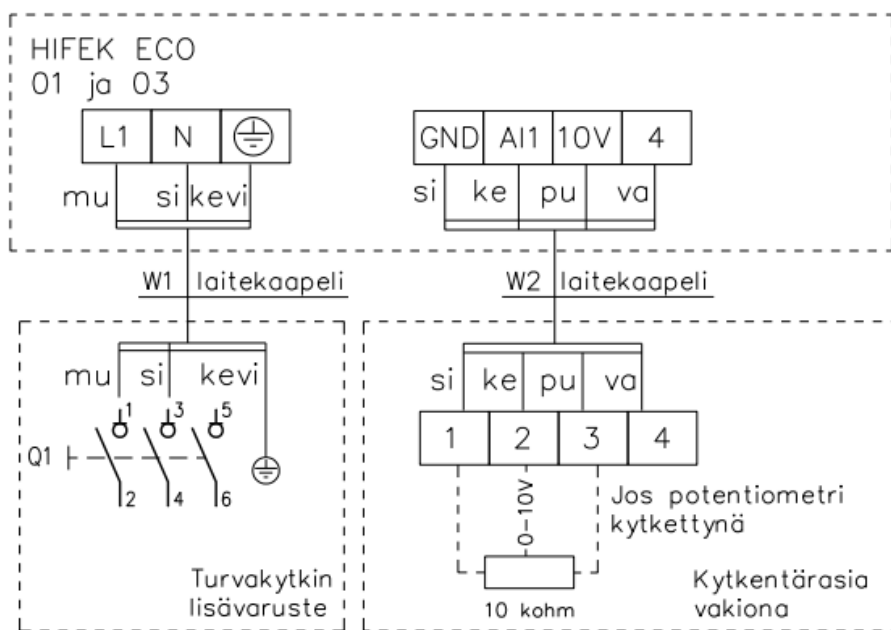 HIFEK ECO
01 ja 03
L1 N
GND AI1 10V 4
mu si kevi
si ke pu va
W1 laitekaapeli
W2 laitekaapeli
mu si kevi
si ke pu va
1 3 5
Q1
2 4 6
1 2 3 4
0-10V
Jos potentiometri
kytkettynä
10 kohm
Turvakytkin
lisävaruste
Kytkentärasia
vakiona